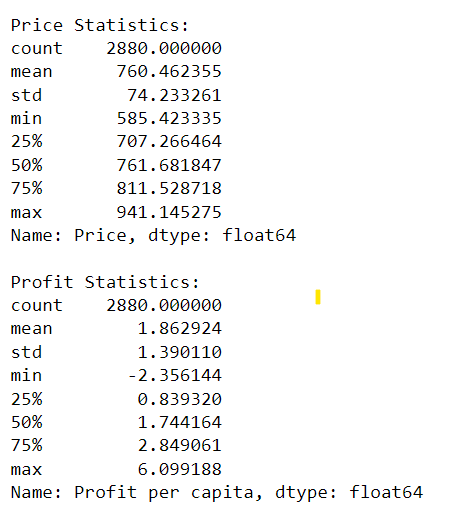 Price Statistics:
count    2880.000000
mean      760.462355
std        74.233261
min       585.423335
25%       707.266464
50%       761.681847
75%       811.528718
max       941.145275
Name: Price, dtype: float64
Profit Statistics:
count    2880.000000
mean        1.862924
std         1.390110
min        -2.356144
25%         0.839320
50%         1.744164
75%         2.849061
max         6.099188
Name: Profit per capita, dtype: float64